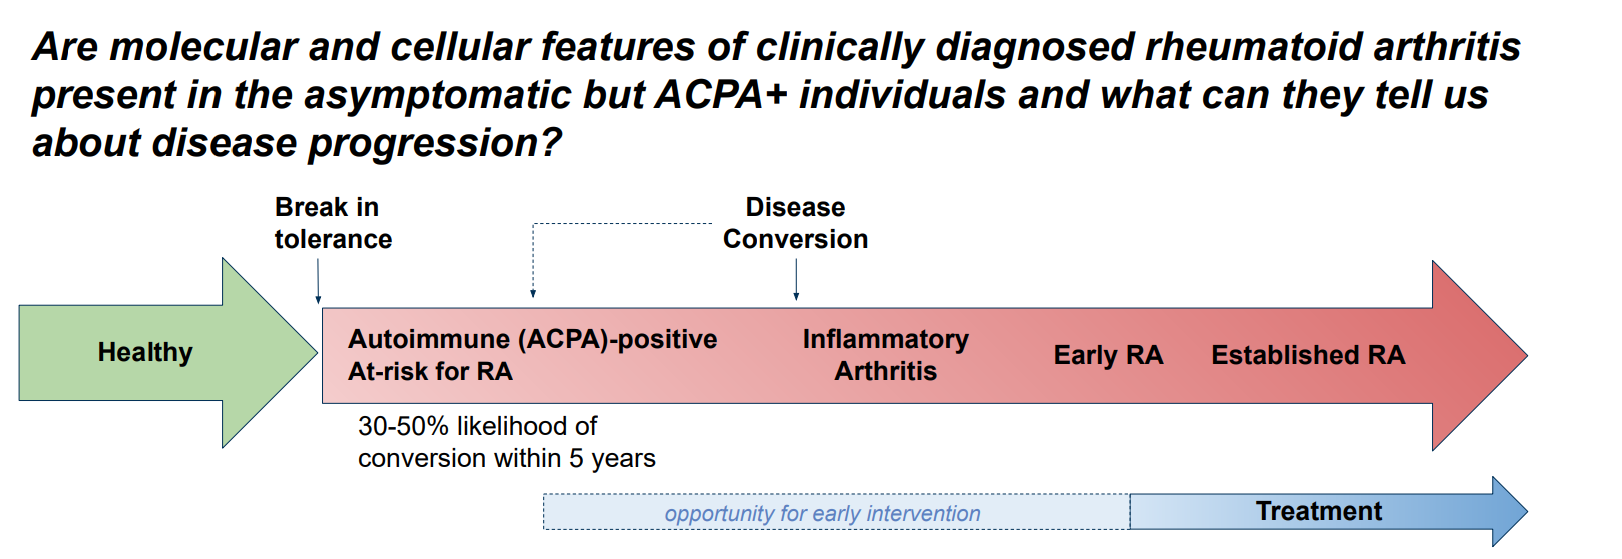 Are molecular and cellular features of clinically diagnosed rheumatoid arthritis
present in the asymptomatic but ACPA+ individuals and what can they tell us
about disease progression?
Break in
tolerance
Disease
Conversion
Healthy
Autoimmune (ACPA)-positive
At-risk for RA
Inflammatory
Arthritis
Early RA
Established RA
30-50% likelihood of
conversion within 5 years
opportunity for early intervention
Treatment